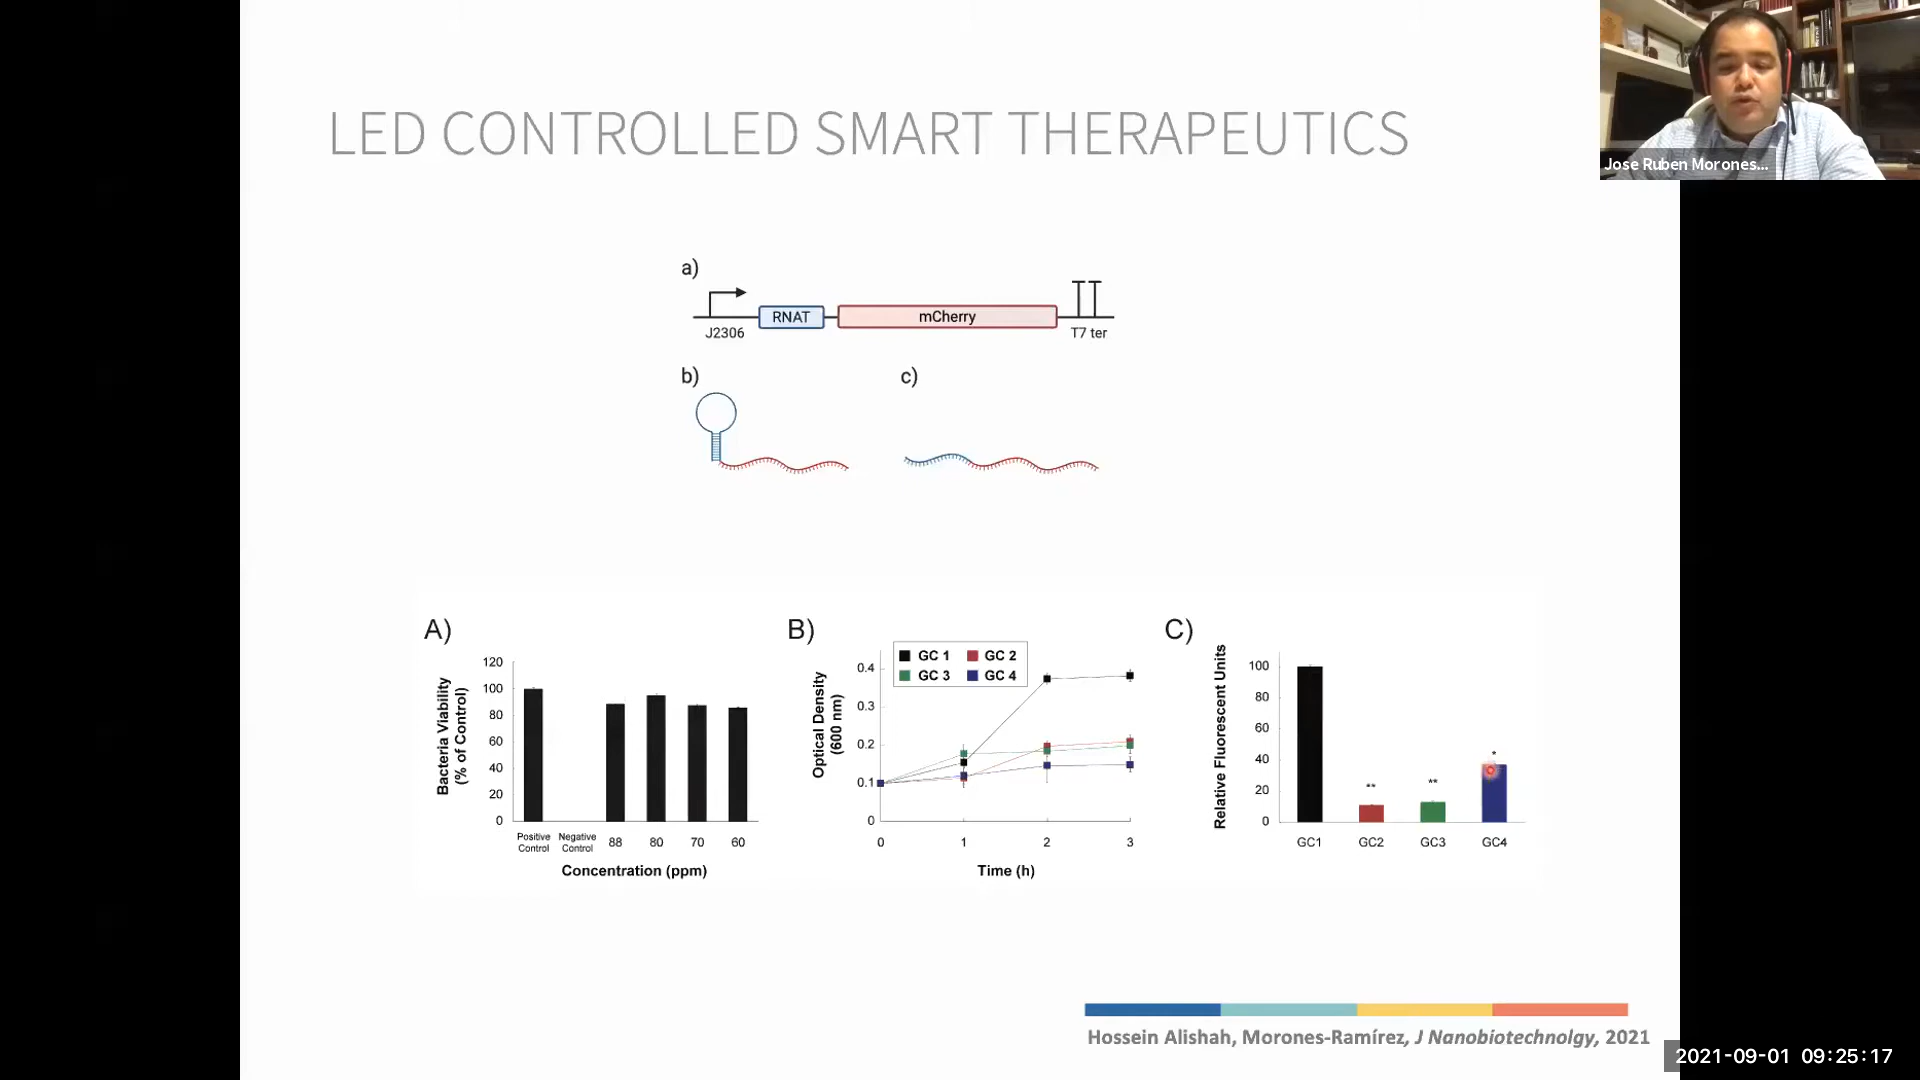 LED CONTROLLED SMART THERAPEUTICS
Jose Ruben Morones...
a)
J2306
RNAT
mCherry
T7 ter
b)
c)
A)
Bacteria Viability
(% of Control)
120
100
80
60
40
20
0
Positive
Control
Negative
Control
88
80
70
60
Concentration (ppm)
B)
GC 1
GC 2
GC 3
GC 4
Optical Density
(600 nm)
0.4
0.3
0.2
0.1
0
0
1
2
3
Time (h)
C)
Relative Fluorescent Units
100
80
60
40
20
0
**
**
*
GC1
GC2
GC3
GC4
Hossein Alishah, Morones-Ramírez, J Nanobiotechnolgy, 2021
2021-09-01 09:25:17